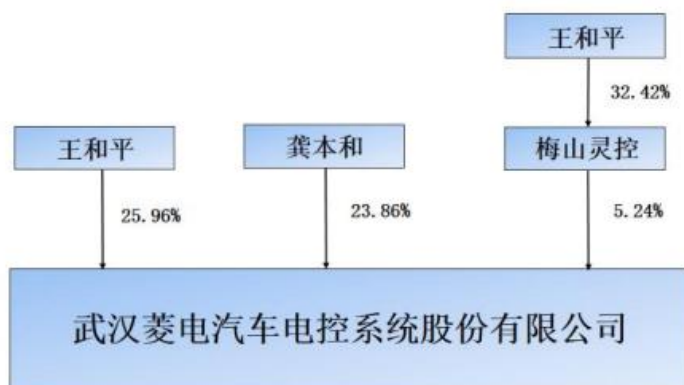 王和平
32.42%
王和平
龚本和
梅山灵控
25.96%
23.86%
5.24%
武汉菱电汽车电控系统股份有限公司